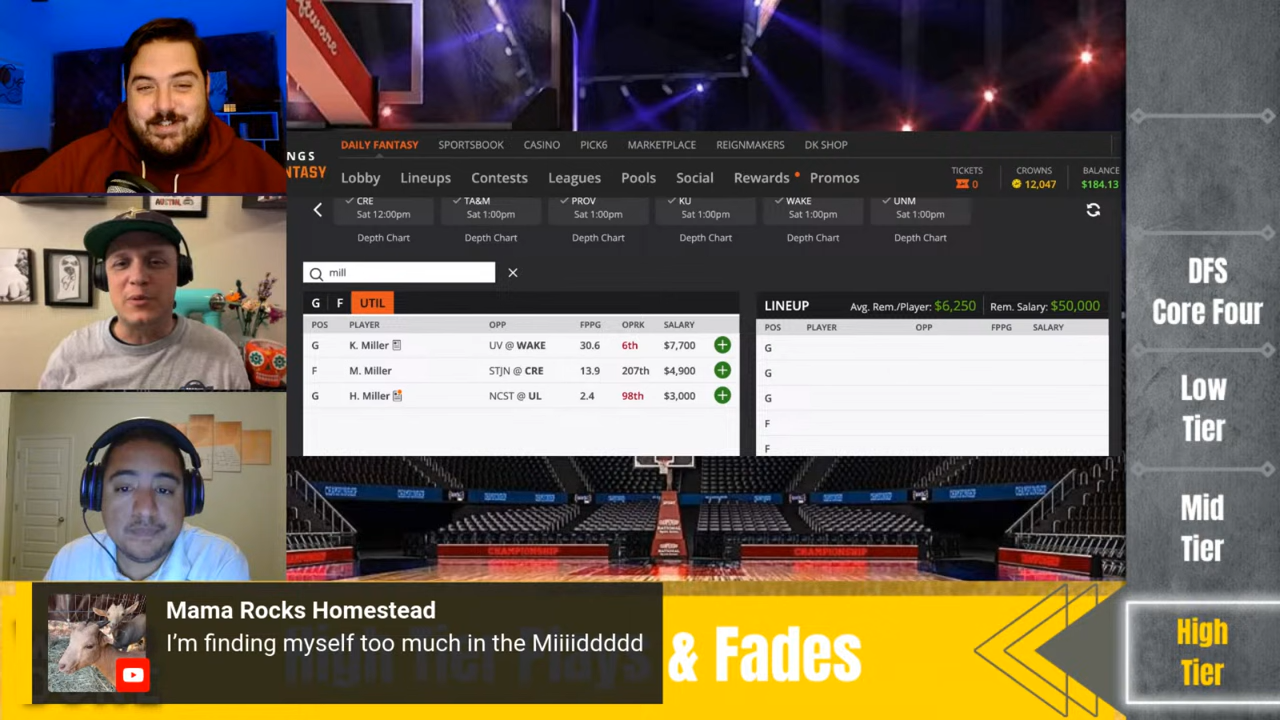 NGS
NTASY
DAILY FANTASY SPORTSBOOK CASINO PICK6 MARKETPLACE REIGNMAKERS DK SHOP
Lobby Lineups Contests Leagues Pools Social Rewards Promos
TICKETS CROWNS BALANCE
0 12,047 $184.13
CRE TA&M PROV KU WAKE UNM
Sat 12:00pm Sat 1:00pm Sat 1:00pm Sat 1:00pm Sat 1:00pm Sat 1:00pm
Depth Chart Depth Chart Depth Chart Depth Chart Depth Chart Depth Chart
mill
G F UTIL
POS PLAYER OPP FPPG OPRK SALARY
G K. Miller UV @ WAKE 30.6 6th $7,700
F M. Miller STJN @ CRE 13.9 207th $4,900
G H. Miller NCST @ UL 2.4 98th $3,000
LINEUP Avg. Rem./Player: $6,250 Rem. Salary: $50,000
POS PLAYER OPP FPPG SALARY
G
G
G
F
F
CHAMPIONSHIP CHAMPIONSHIP
DFS
Core Four
Low
Tier
Mid
Tier
High
Tier
Mama Rocks Homestead
I'm finding myself too much in the Miiiiddddd
High Tier Plays & Fades